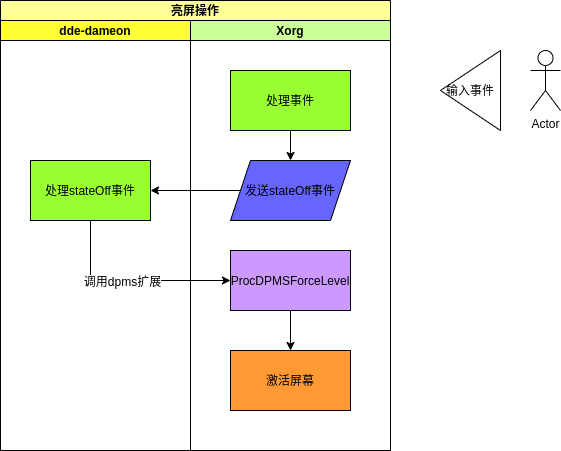 亮屏操作
dde-dameon
Xorg
处理事件
输入事件
Actor
处理stateOff事件
发送stateOff事件
调用dpms扩展
ProcDPMSForceLevel
激活屏幕